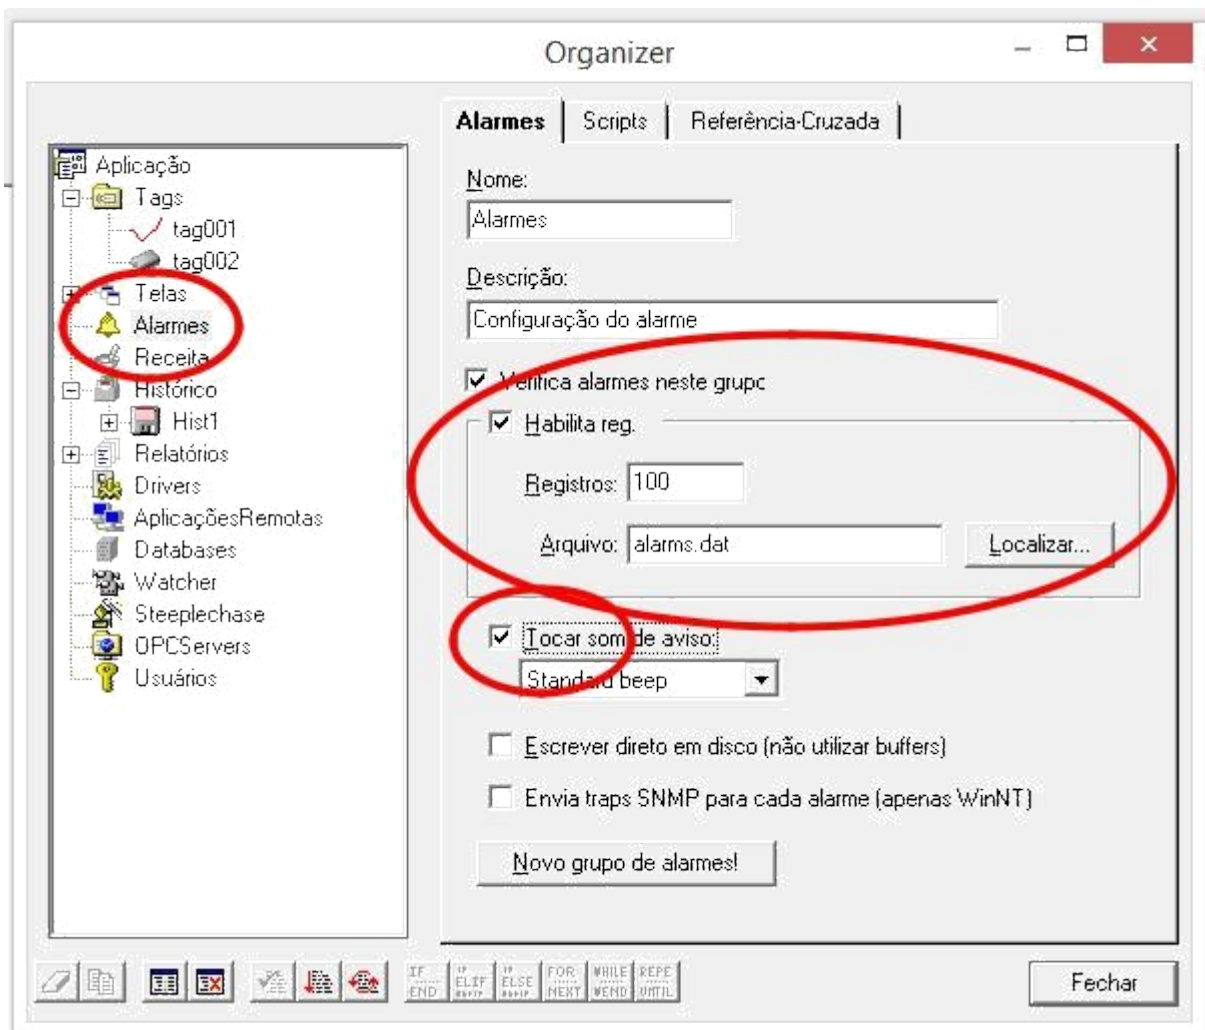 Organizer
Alarmes Scripts Referência-Cruzada
Aplicação
Tags
tag001
tag002
Telas
Alarmes
Receita
Histórico
Hist1
Relatórios
Drivers
AplicaçõesRemotas
Databases
Watcher
Steeplechase
OPCServers
Usuários
Nome:
Alarmes
Descrição:
Configuração do alarme
Verifica alarmes neste grupo
Habilita reg.
Registros: 100
Arquivo: alarms.dat Localizar...
Tocar som de aviso:
Standard beep
Escrever direto em disco (não utilizar buffers)
Envia traps SNMP para cada alarme (apenas WinNT)
Novo grupo de alarmes!
IF END
IF ELIF
IF ELSE
FOR NEXT
WHILE WEND
REPE UNTIL
Fechar